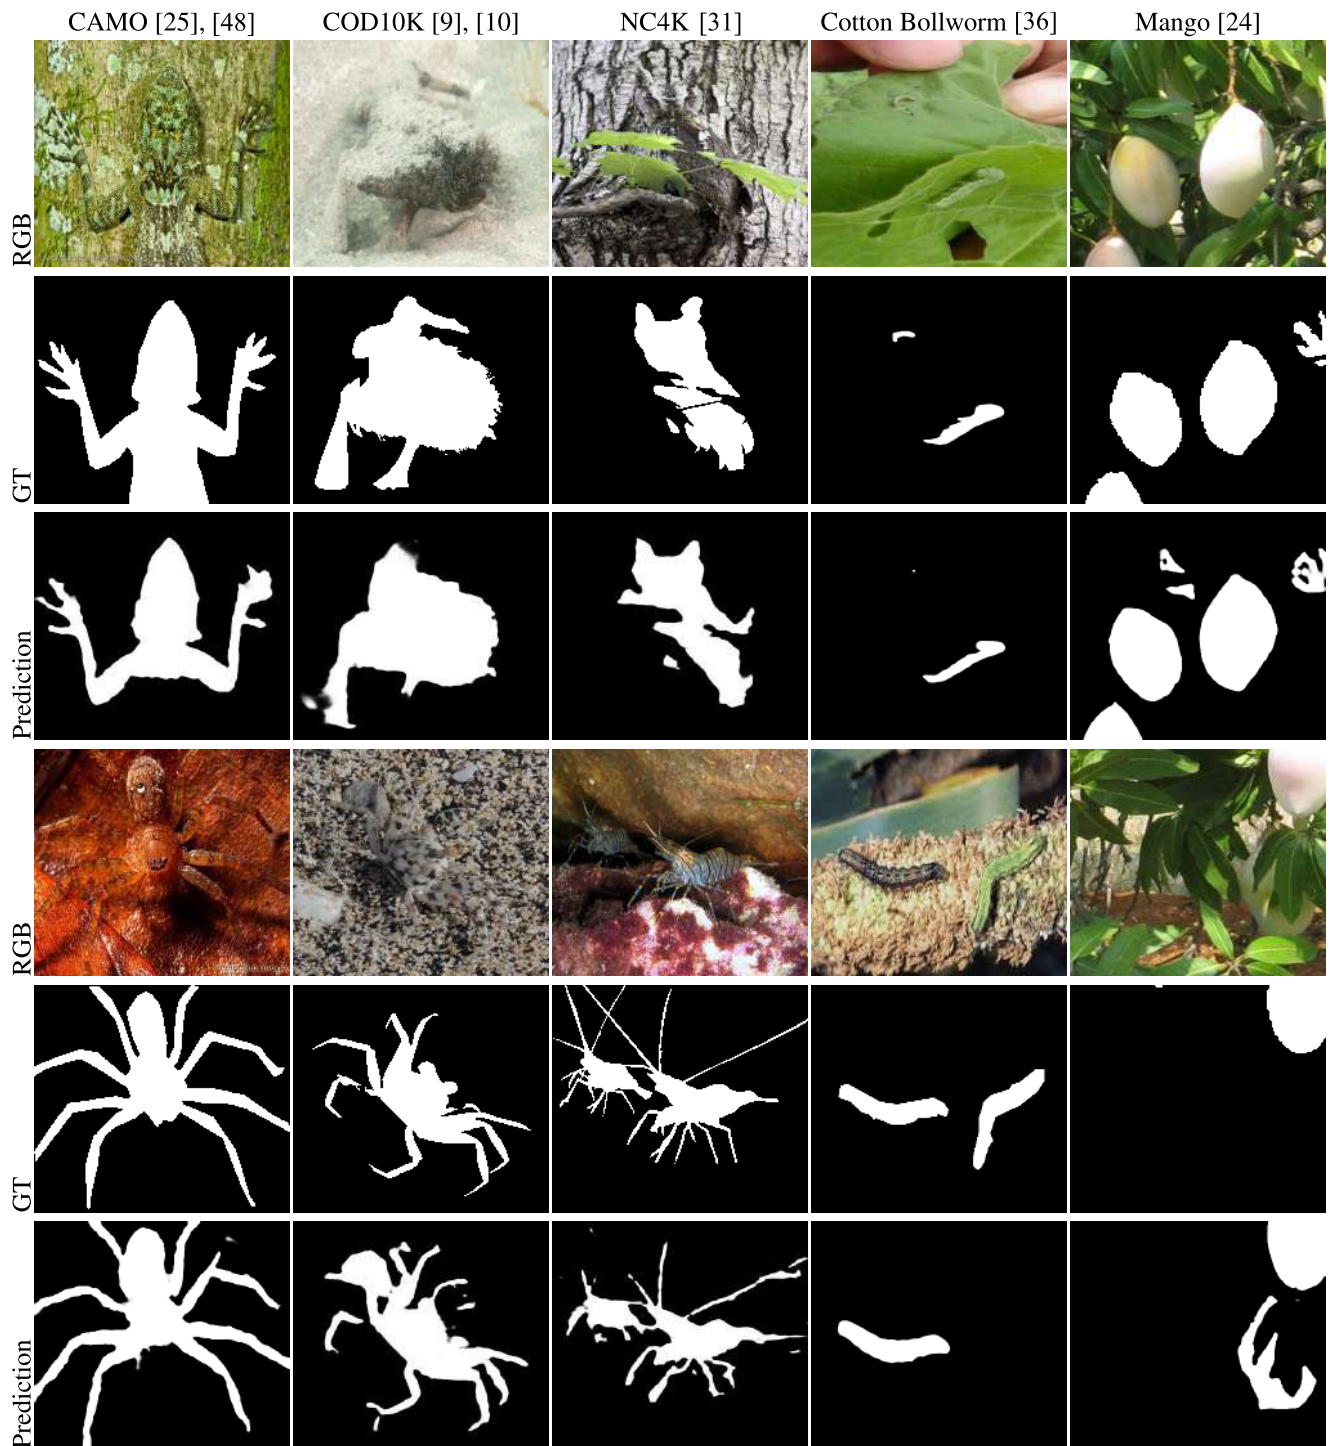 CAMO [25], [48]
COD10K [9], [10]
NC4K [31]
Cotton Bollworm [36]
Mango [24]
RGB
GT
Prediction
RGB
GT
Prediction